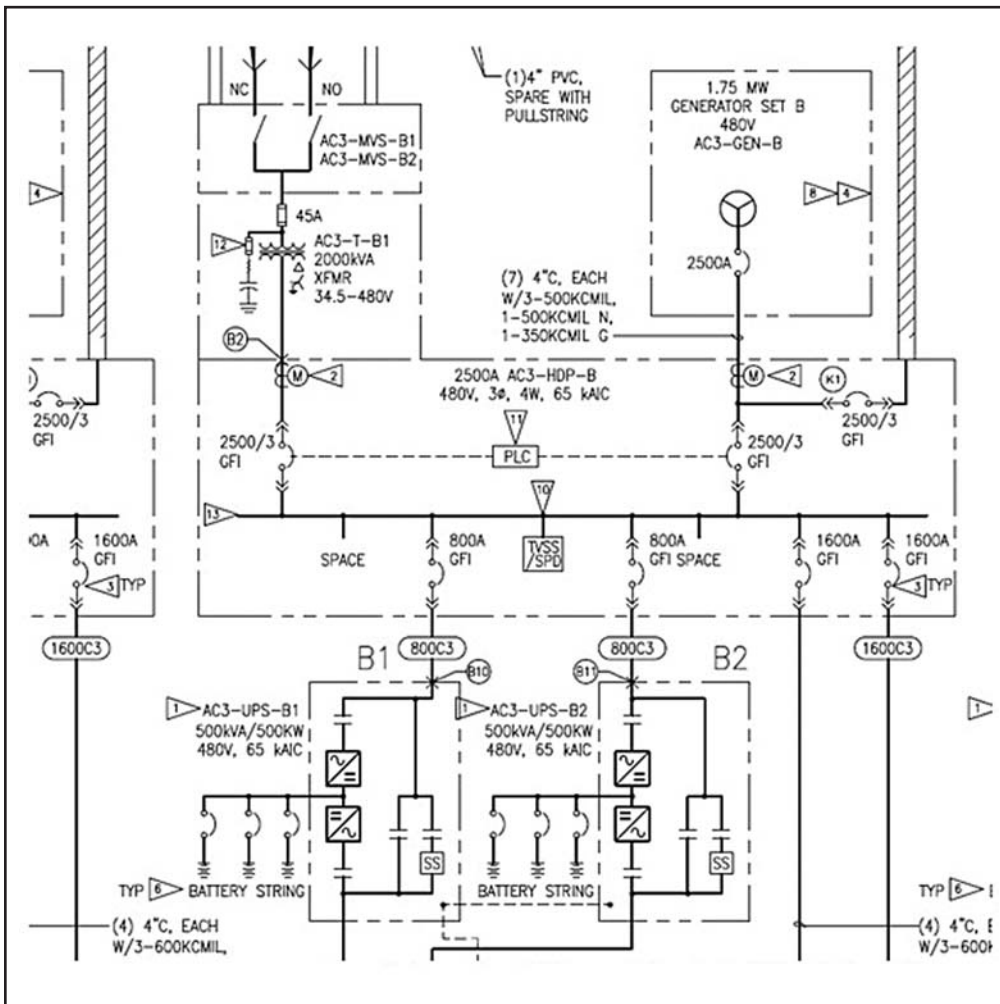 NC
NO
AC3-MVS-B1
AC3-MVS-B2
(1)4" PVC,
SPARE WITH
PULLSTRING
1.75 MW
GENERATOR SET B
480V
AC3-GEN-B
4
8
4
45A
12
AC3-T-B1
2000kVA
XFMR
34.5-480V
2500A
(7) 4"C, EACH
W/3-500KCMIL,
1-500KCMIL N,
1-350KCMIL G
B2
M
2
2500A AC3-HDP-B
480V, 3ø, 4W, 65 kAIC
M
2
K1
2500/3
GFI
2500/3
GFI
11
PLC
2500/3
GFI
2500/3
GFI
13
10
0A
1600A
GFI
3
TYP
SPACE
800A
GFI
TVSS
/SPD
800A
GFI
SPACE
1600A
GFI
1600A
GFI
3
TYP
1600C3
800C3
800C3
1600C3
B1
B10
B11
B2
1
AC3-UPS-B1
500kVA/500KW
480V, 65 kAIC
1
AC3-UPS-B2
500kVA/500KW
480V, 65 kAIC
1
SS
SS
TYP
6
BATTERY STRING
BATTERY STRING
TYP
6
(4) 4"C, EACH
W/3-600KCMIL,
(4) 4"C, E
W/3-600K